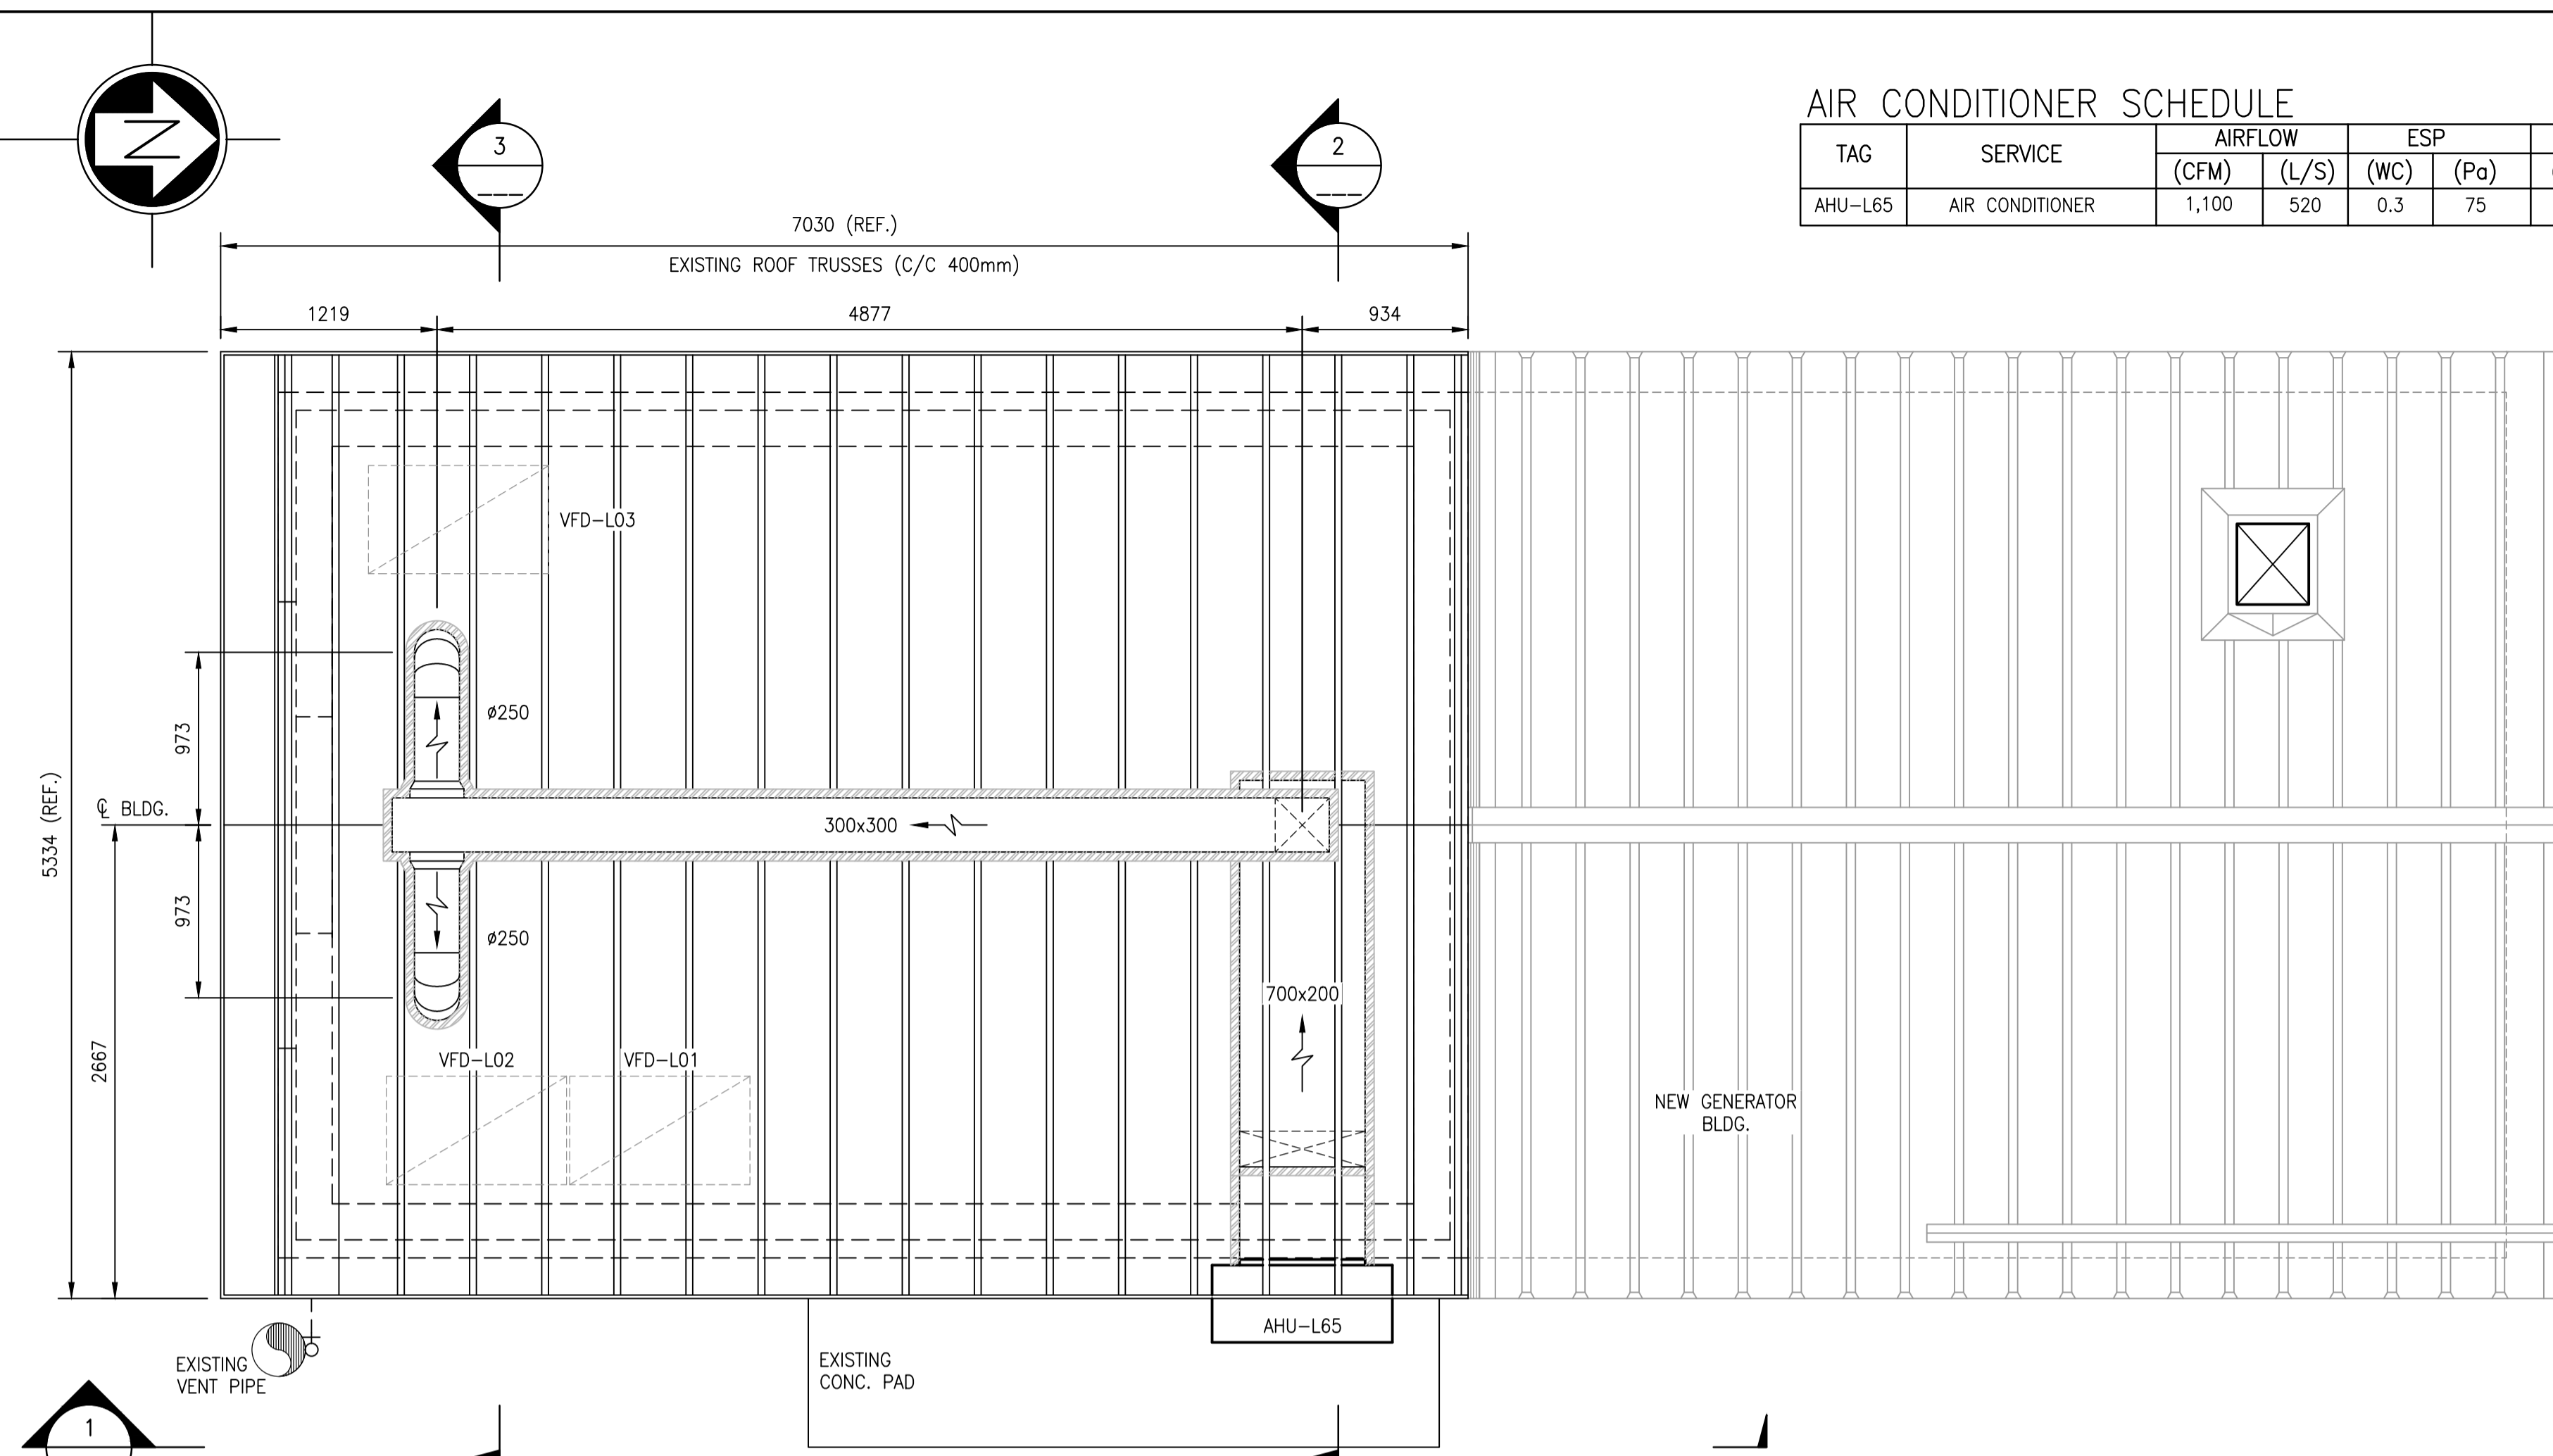 N
3
2
AIR CONDITIONER SCHEDULE
TAG SERVICE AIRFLOW ESP
(CFM) (L/S) (WC) (Pa)
AHU-L65 AIR CONDITIONER 1,100 520 0.3 75
7030 (REF.)
EXISTING ROOF TRUSSES (C/C 400mm)
1219 4877 934
VFD-L03
ø250
973
5334 (REF.)
℄ BLDG.
300x300
973
ø250
700x200
2667
VFD-L02 VFD-L01
NEW GENERATOR
BLDG.
AHU-L65
EXISTING
VENT PIPE
EXISTING
CONC. PAD
1